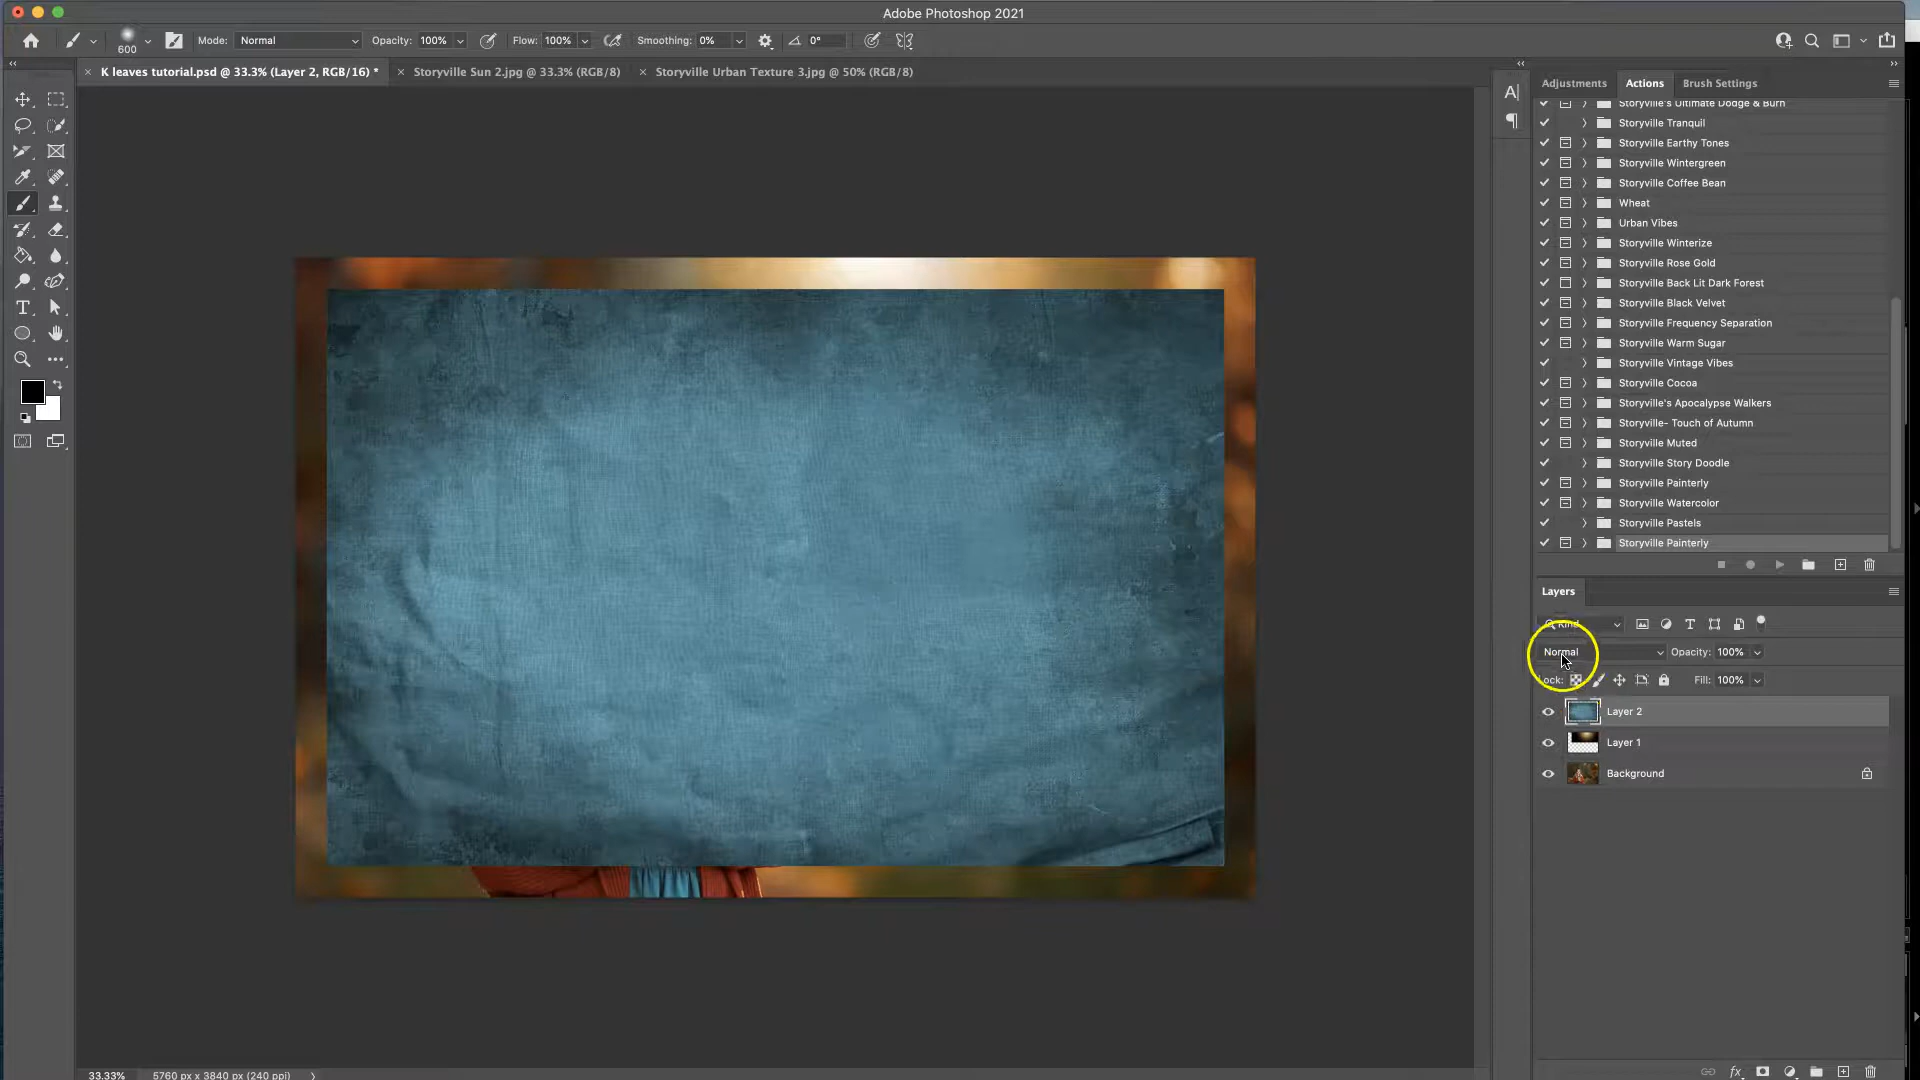 Adobe Photoshop 2021
600
Mode: Normal
Opacity: 100%
Flow: 100%
Smoothing: 0%
0°
K leaves tutorial.psd @ 33.3% (Layer 2, RGB/16) *
Storyville Sun 2.jpg @ 33.3% (RGB/8)
Storyville Urban Texture 3.jpg @ 50% (RGB/8)
Adjustments
Actions
Brush Settings
Storyville's Ultimate Dodge & Burn
Storyville Tranquil
Storyville Earthy Tones
Storyville Wintergreen
Storyville Coffee Bean
Wheat
Urban Vibes
Storyville Winterize
Storyville Rose Gold
Storyville Back Lit Dark Forest
Storyville Black Velvet
Storyville Frequency Separation
Storyville Warm Sugar
Storyville Vintage Vibes
Storyville Cocoa
Storyville's Apocalypse Walkers
Storyville- Touch of Autumn
Storyville Muted
Storyville Story Doodle
Storyville Painterly
Storyville Watercolor
Storyville Pastels
Storyville Painterly
Layers
Kind
Normal
Opacity: 100%
Lock:
Fill: 100%
Layer 2
Layer 1
Background
33.33%
5760 px x 3840 px (240 ppi)